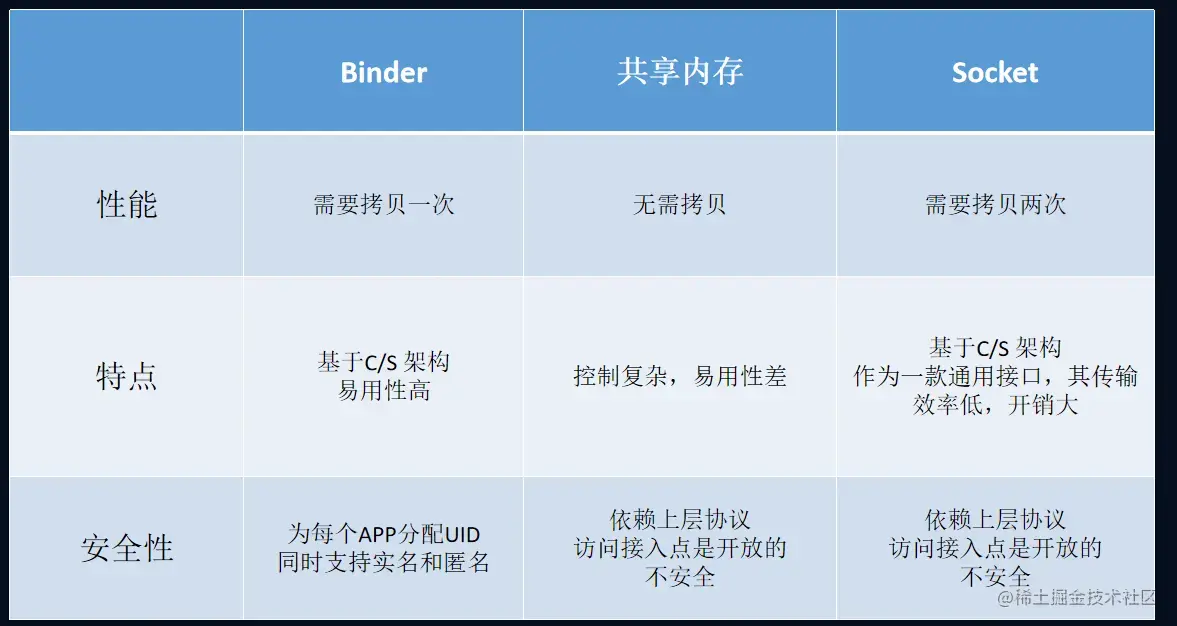 Binder
共享内存
Socket
性能
需要拷贝一次
无需拷贝
需要拷贝两次
特点
基于C/S 架构
易用性高
控制复杂，易用性差
基于C/S 架构
作为一款通用接口，其传输
效率低，开销大
安全性
为每个APP分配UID
同时支持实名和匿名
依赖上层协议
访问接入点是开放的
不安全
依赖上层协议
访问接入点是开放的
不安全
@稀土掘金技术社区